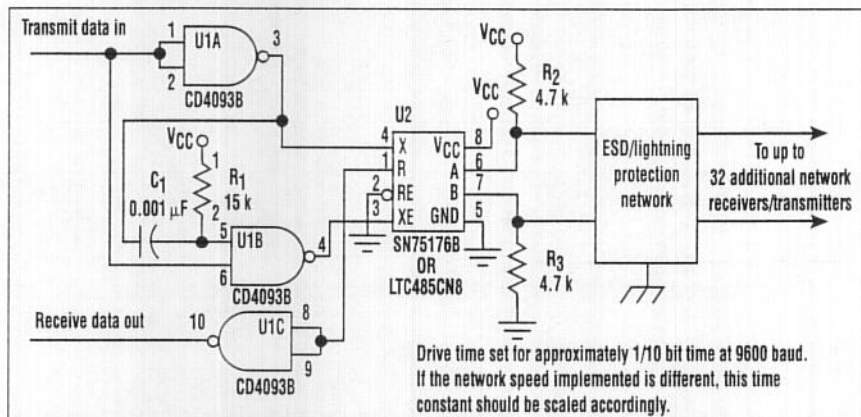 Transmit data in
1
U1A
3
2
CD4093B
VCC
1
C1
0.001 µF
R1
15 k
2
5
U1B
4
6
CD4093B
Receive data out
10
8
U1C
9
CD4093B
U2
4
X
VCC
8
1
R
A
6
2
RE
B
7
3
XE
GND
5
SN75176B
OR
LTC485CN8
VCC
VCC
R2
4.7 k
R3
4.7 k
ESD/lightning
protection
network
To up to
32 additional network
receivers/transmitters
Drive time set for approximately 1/10 bit time at 9600 baud.
If the network speed implemented is different, this time
constant should be scaled accordingly.